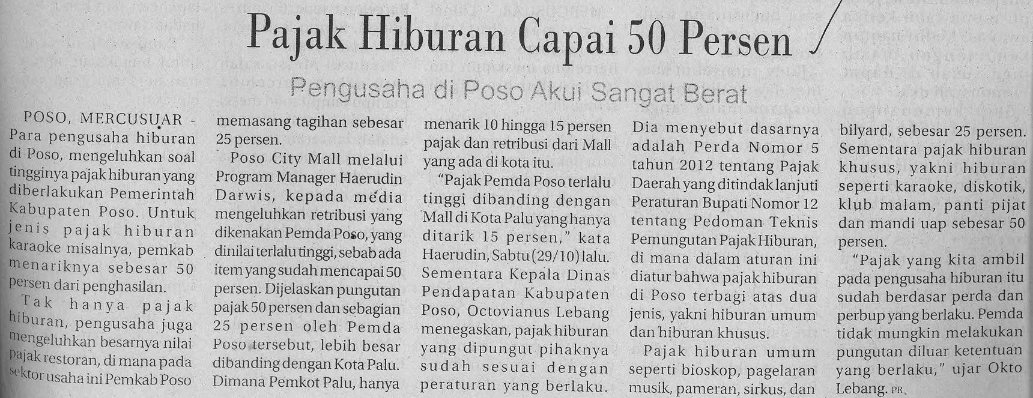 Pajak Hiburan Capai 50 Persen
Pengusaha di Poso Akui Sangat Berat
POSO, MERCUSUAR -
Para pengusaha hiburan
di Poso, mengeluhkan soal
tingginya pajak hiburan yang
diberlakukan Pemerintah
Kabupaten Poso. Untuk
jenis pajak hiburan
karaoke misalnya, pemkab
menariknya sebesar 50
persen dari penghasilan.
Tak hanya pajak
hiburan, pengusaha juga
mengeluhkan besarnya nilai
pajak restoran, di mana pada
sektor usaha ini Pemkab Poso
memasang tagihan sebesar
25 persen.
Poso City Mall melalui
Program Manager Haerudin
Darwis, kepada media
mengeluhkan retribusi yang
dikenakan Pemda Poso, yang
dinilai terlalu tinggi, sebab ada
item yang sudah mencapai 50
persen. Dijelaskan pungutan
pajak 50 persen dan sebagian
25 persen oleh Pemda
Poso tersebut, lebih besar
dibanding dengan Kota Palu.
Dimana Pemkot Palu, hanya
menarik 10 hingga 15 persen
pajak dan retribusi dari Mall
yang ada di kota itu.
"Pajak Pemda Poso terlalu
tinggi dibanding dengan
Mall di Kota Palu yang hanya
ditarik 15 persen," kata
Haerudin, Sabtu (29/10) lalu.
Sementara Kepala Dinas
Pendapatan Kabupaten
Poso, Octovianus Lebang
menegaskan, pajak hiburan
yang dipungut pihaknya
sudah sesuai dengan
peraturan yang berlaku.
Dia menyebut dasarnya
adalah Perda Nomor 5
tahun 2012 tentang Pajak
Daerah yang ditindak lanjuti
Peraturan Bupati Nomor 12
tentang Pedoman Teknis
Pemungutan Pajak Hiburan,
di mana dalam aturan ini
diatur bahwa pajak hiburan
di Poso terbagi atas dua
jenis, yakni hiburan umum
dan hiburan khusus.
Pajak hiburan umum
seperti bioskop, pagelaran
musik, pameran, sirkus, dan
bilyard, sebesar 25 persen.
Sementara pajak hiburan
khusus, yakni hiburan
seperti karaoke, diskotik,
klub malam, panti pijat
dan mandi uap sebesar 50
persen.
"Pajak yang kita ambil
pada pengusaha hiburan itu
sudah berdasar perda dan
perbup yang berlaku. Pemda
tidak mungkin melakukan
pungutan diluar ketentuan
yang berlaku," ujar Okto
Lebang. PR.